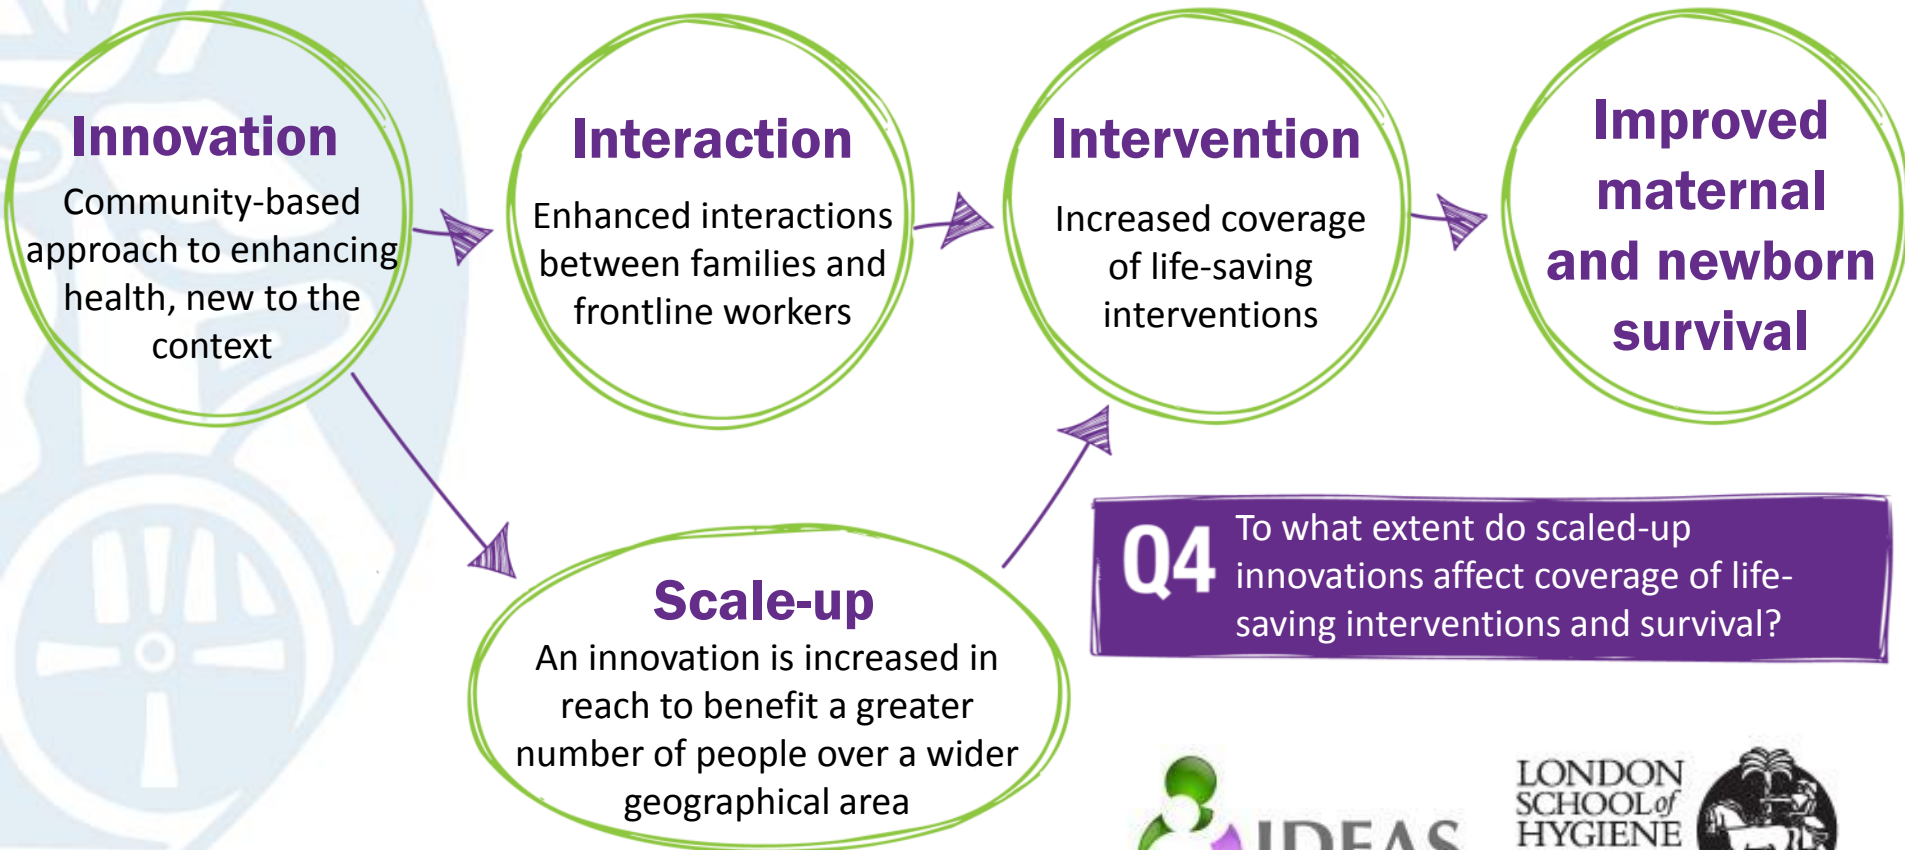 Innovation
Community-based
approach to enhancing
health, new to the
context
Interaction
Enhanced interactions
between families and
frontline workers
Intervention
Increased coverage
of life-saving
interventions
Improved
maternal
and newborn
survival
Scale-up
An innovation is increased in
reach to benefit a greater
number of people over a wider
geographical area
Q4
To what extent do scaled-up
innovations affect coverage of life-
saving interventions and survival?
IDEAS
LONDON
SCHOOL of
HYGIENE